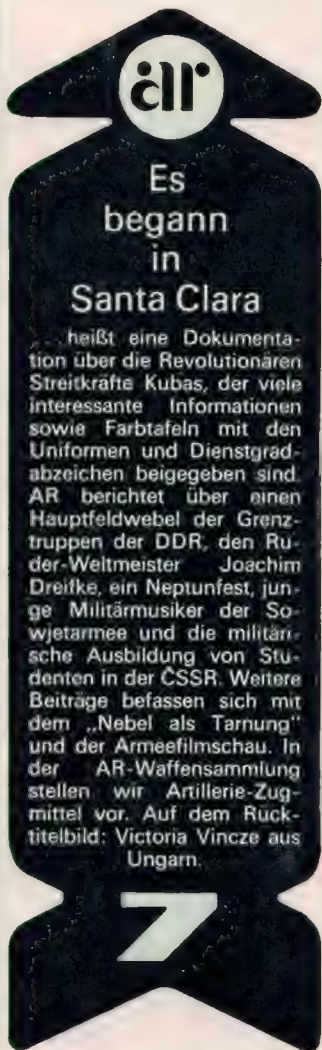 ar
Es
begann
in
Santa Clara
...heißt eine Dokumenta-
tion über die Revolutionären
Streitkräfte Kubas, der viele
interessante Informationen
sowie Farbtafeln mit den
Uniformen und Dienstgrad-
abzeichen beigegeben sind.
AR berichtet über einen
Hauptfeldwebel der Grenz-
truppen der DDR, den Ru-
der-Weltmeister Joachim
Dreifke, ein Neptunfest, jun-
ge Militärmusiker der So-
wjetarmee und die militäri-
sche Ausbildung von Stu-
denten in der ČSSR. Weitere
Beiträge befassen sich mit
dem „Nebel als Tarnung"
und der Armeefilmschau. In
der AR-Waffensammlung
stellen wir Artillerie-Zug-
mittel vor. Auf dem Rück-
titelbild: Victoria Vincze aus
Ungarn.
7